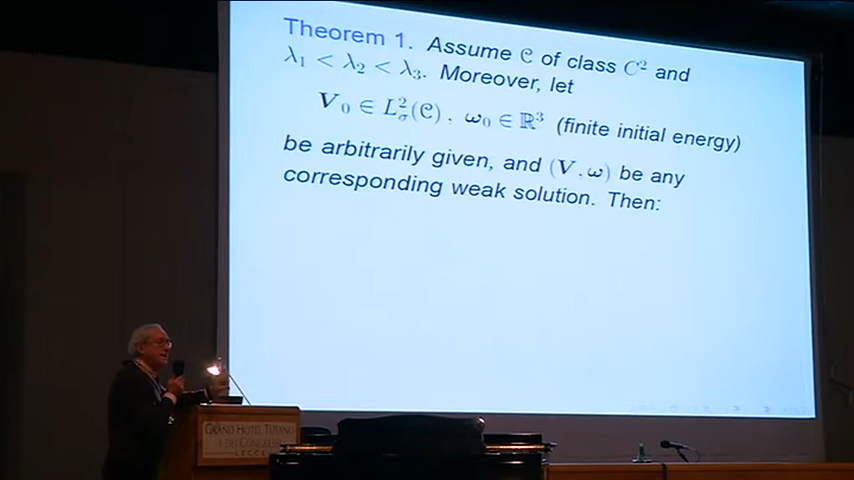 Theorem 1. Assume 𝒞 of class C² and
λ₁ < λ₂ < λ₃. Moreover, let
V₀ ∈ L²_σ(𝒞), ω₀ ∈ ℝ³ (finite initial energy)
be arbitrarily given, and (V, ω) be any
corresponding weak solution. Then:
GRAND HOTEL TIZIANO
E DEI CONGRESSI
LECCE